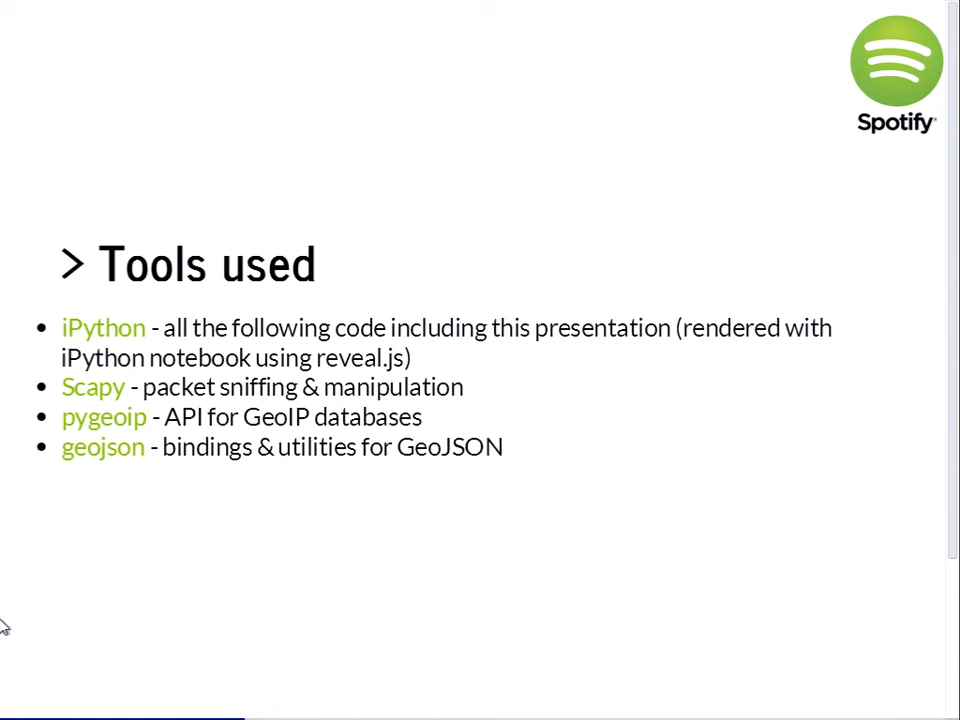 Spotify
> Tools used
• iPython - all the following code including this presentation (rendered with
iPython notebook using reveal.js)
• Scapy - packet sniffing & manipulation
• pygeoip - API for GeoIP databases
• geojson - bindings & utilities for GeoJSON